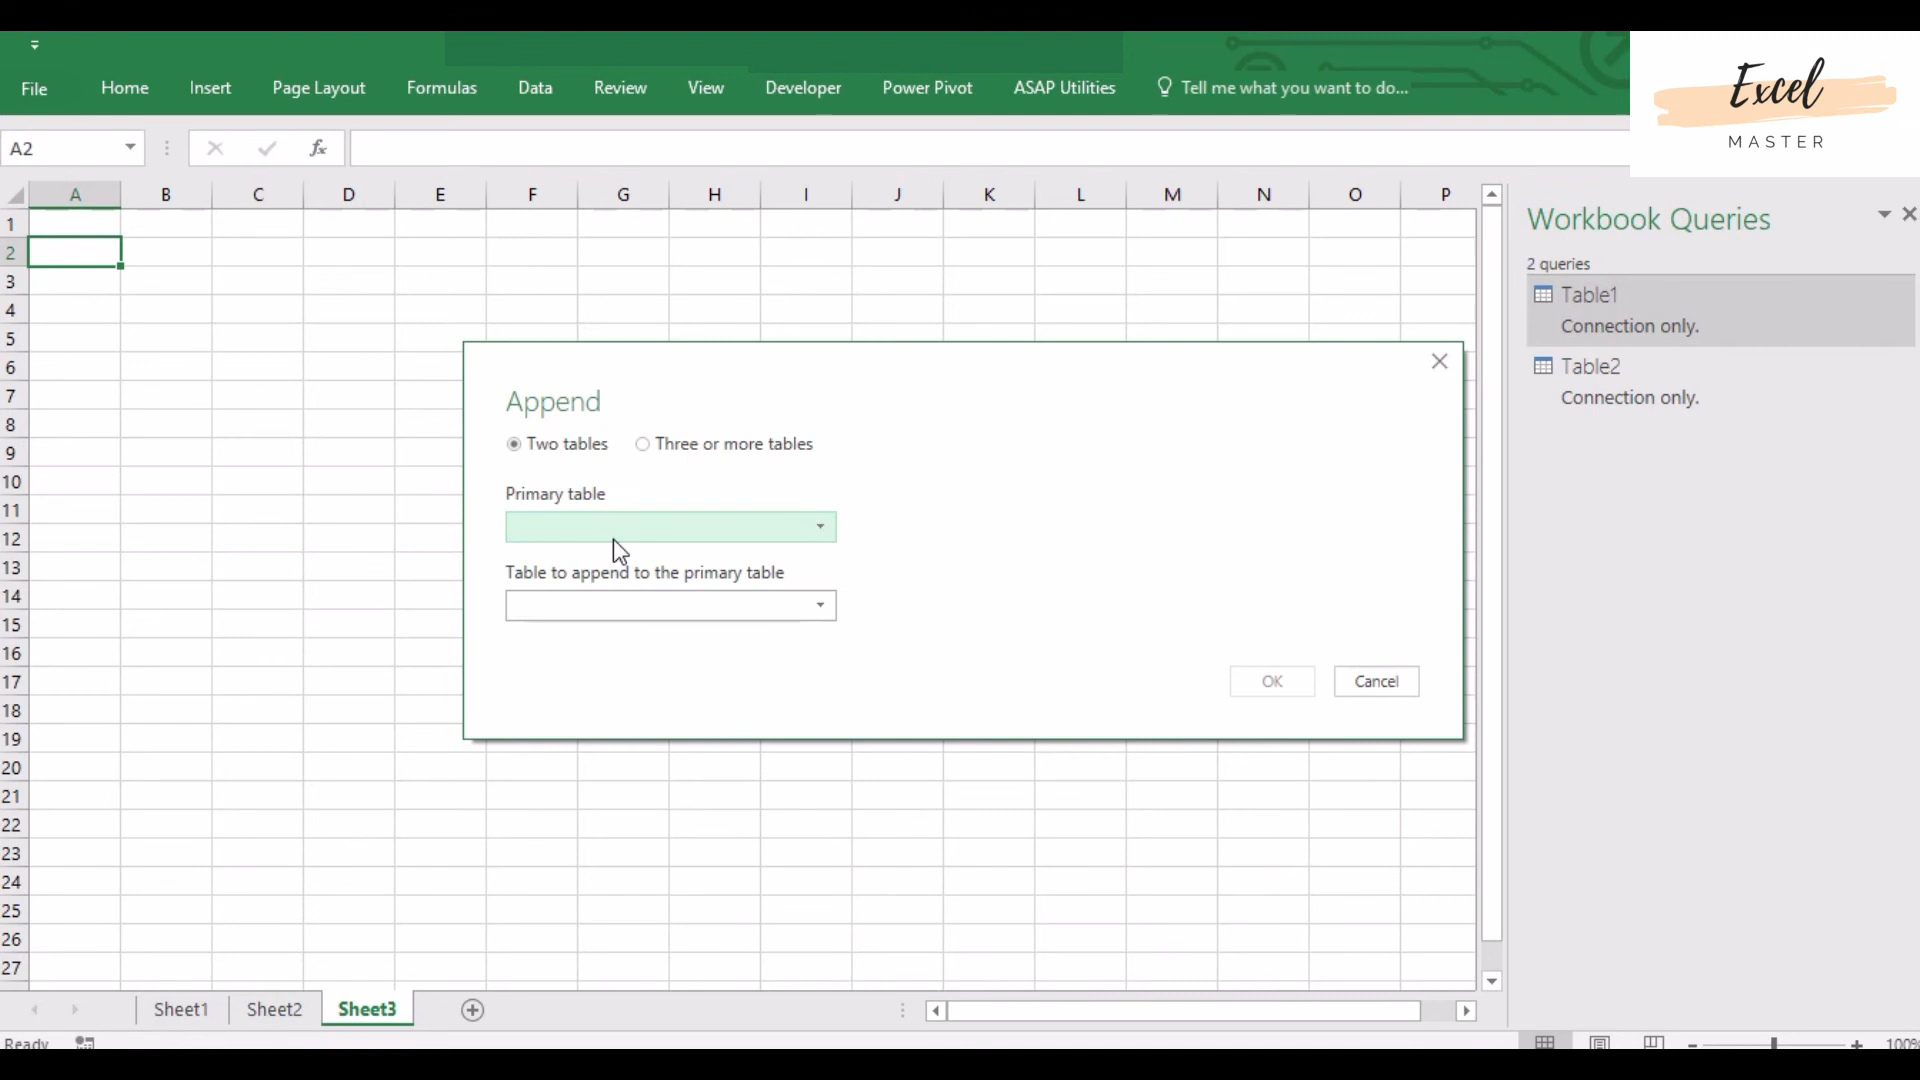 File Home Insert Page Layout Formulas Data Review View Developer Power Pivot ASAP Utilities Tell me what you want to do...
Excel
MASTER
A2 fx
A B C D E F G H I J K L M N O P
Workbook Queries
2 queries
Table1
Connection only.
Table2
Connection only.
1
2
3
4
5
6
7
8
9
10
11
12
13
14
15
16
17
18
19
20
21
22
23
24
25
26
27
Append
Two tables Three or more tables
Primary table
Table to append to the primary table
OK Cancel
Sheet1 Sheet2 Sheet3
Ready 100%